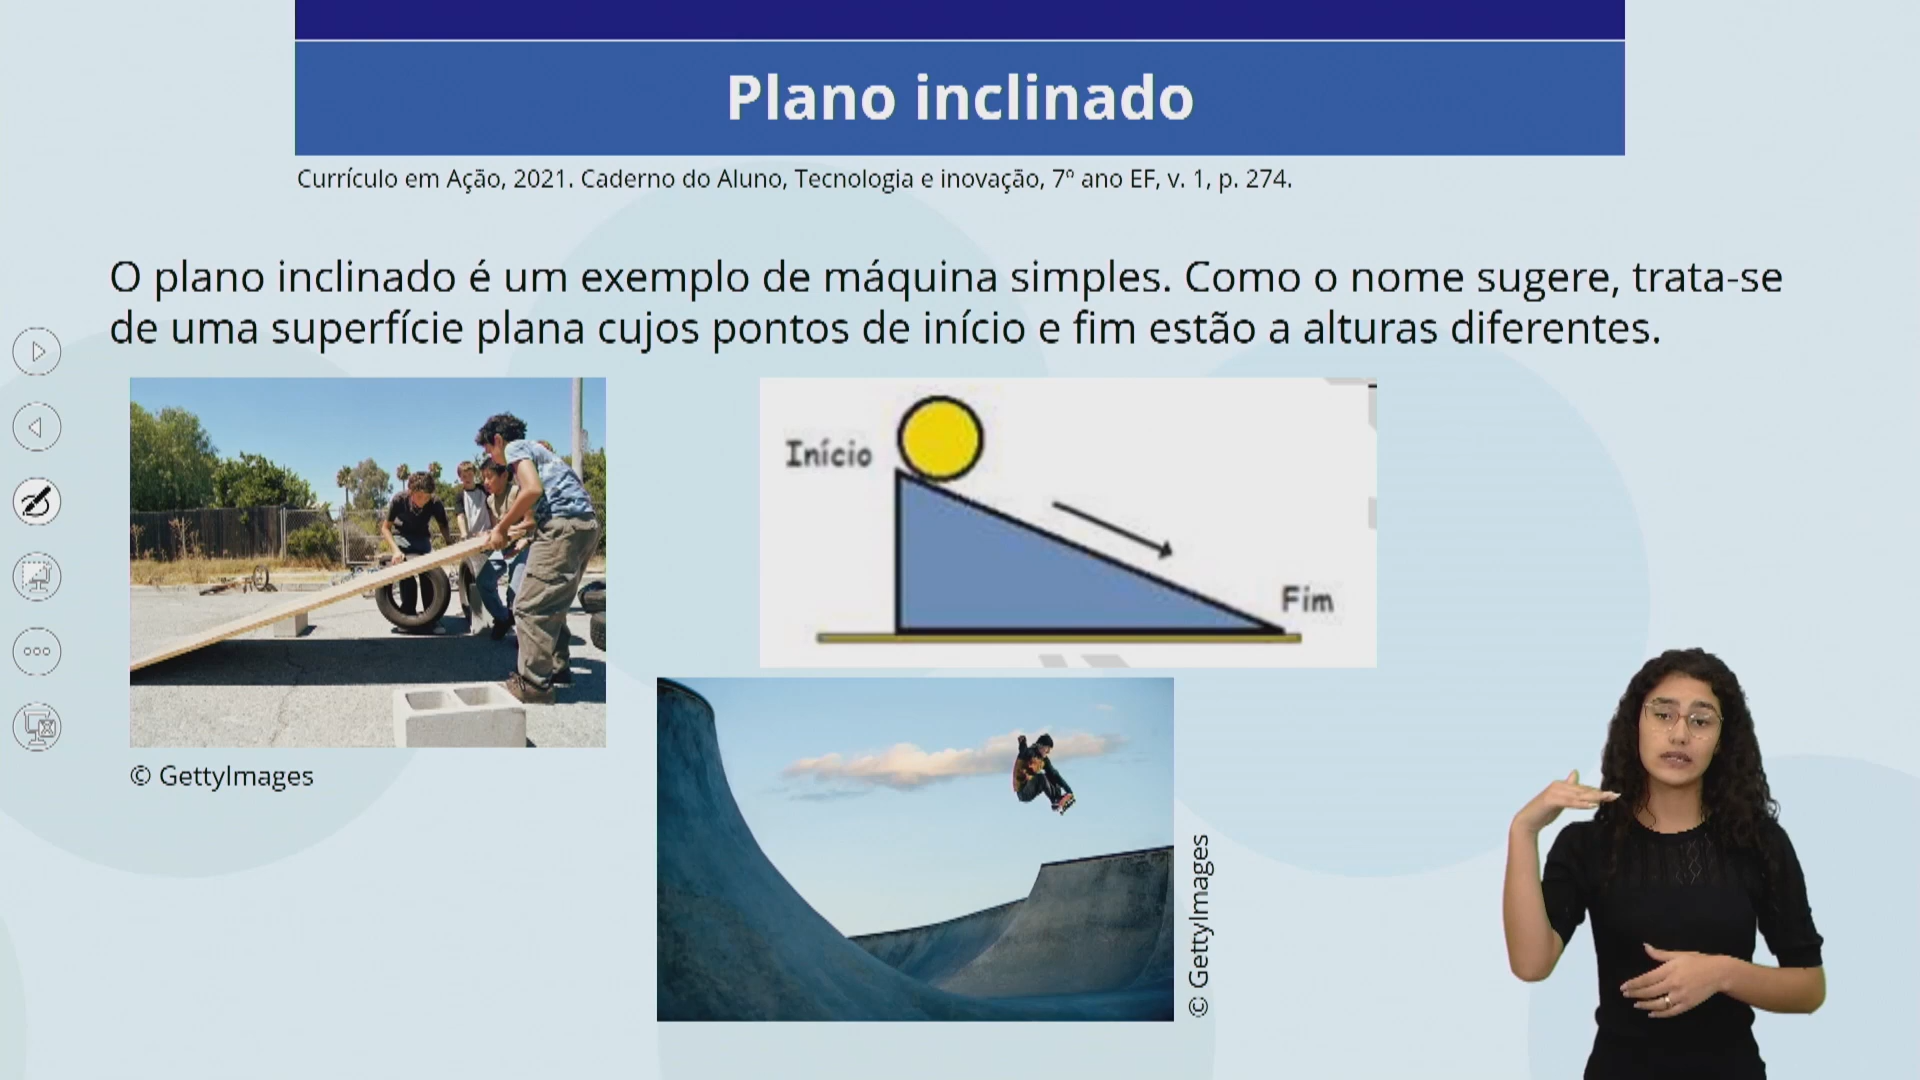 Plano inclinado
Currículo em Ação, 2021. Caderno do Aluno, Tecnologia e inovação, 7º ano EF, v. 1, p. 274.
O plano inclinado é um exemplo de máquina simples. Como o nome sugere, trata-se
de uma superfície plana cujos pontos de início e fim estão a alturas diferentes.
Início
Fim
© GettyImages
© GettyImages